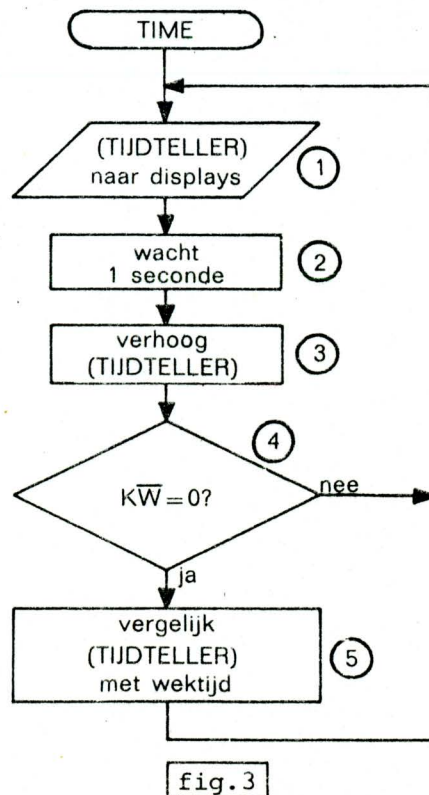 TIME
(TIJDTELLER)
naar displays
1
wacht
1 seconde
2
verhoog
(TIJDTELLER)
3
4
KW̅=0?
nee
ja
vergelijk
(TIJDTELLER)
met wektijd
5
fig.3